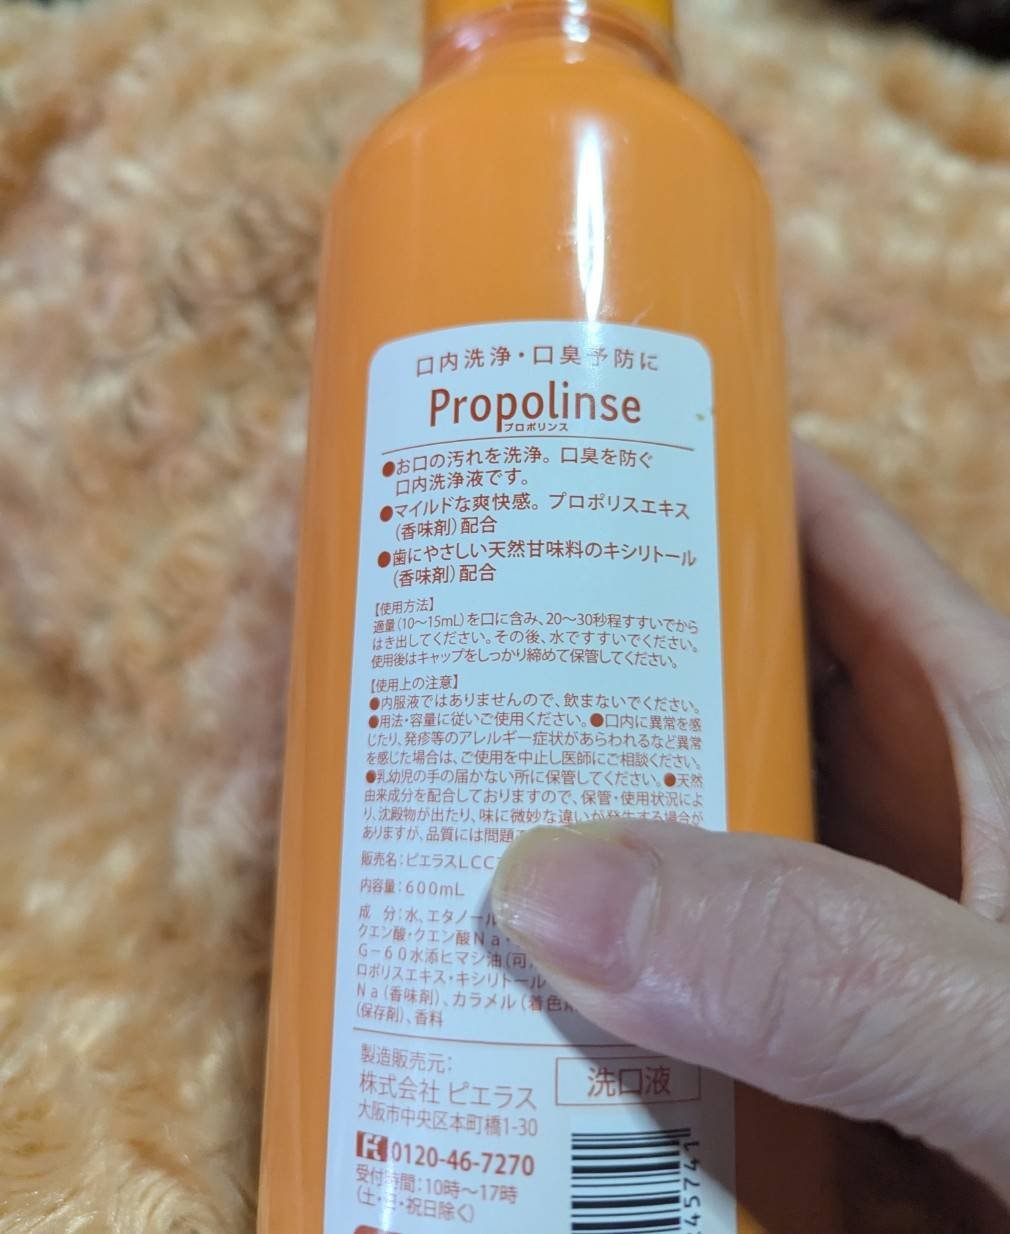 口内洗浄・口臭予防に
Propolinse
プロポリンス
●お口の汚れを洗浄。口臭を防ぐ
口内洗浄液です。
●マイルドな爽快感。プロポリスエキス
(香味剤)配合
●歯にやさしい天然甘味料のキシリトール
(香味剤)配合
【使用方法】
適量(10〜15mL)を口に含み、20〜30秒程すすいでから
はき出してください。その後、水ですすいでください。
使用後はキャップをしっかり締めて保管してください。
【使用上の注意】
●内服液ではありませんので、飲まないでください。
●用法・容量に従いご使用ください。●口内に異常を感
じたり、発疹等のアレルギー症状があらわれるなど異常
を感じた場合は、ご使用を中止し医師にご相談ください。
●乳幼児の手の届かない所に保管してください。●天然
由来成分を配合しておりますので、保管・使用状況によ
り、沈殿物が出たり、味に微妙な違いが発生する場合が
ありますが、品質には問題
販売名:ピエラスLCC
内容量:600mL
成 分:水、エタノール
クエン酸・クエン酸Na・
G-60水添ヒマシ油(可
ロポリスエキス・キシリトール
Na(香味剤)、カラメル(着色
(保存剤)、香料
製造販売元:
株式会社 ピエラス
大阪市中央区本町橋1-30
0120-46-7270
受付時間:10時〜17時
(土・日・祝日除く)
洗口液
45741